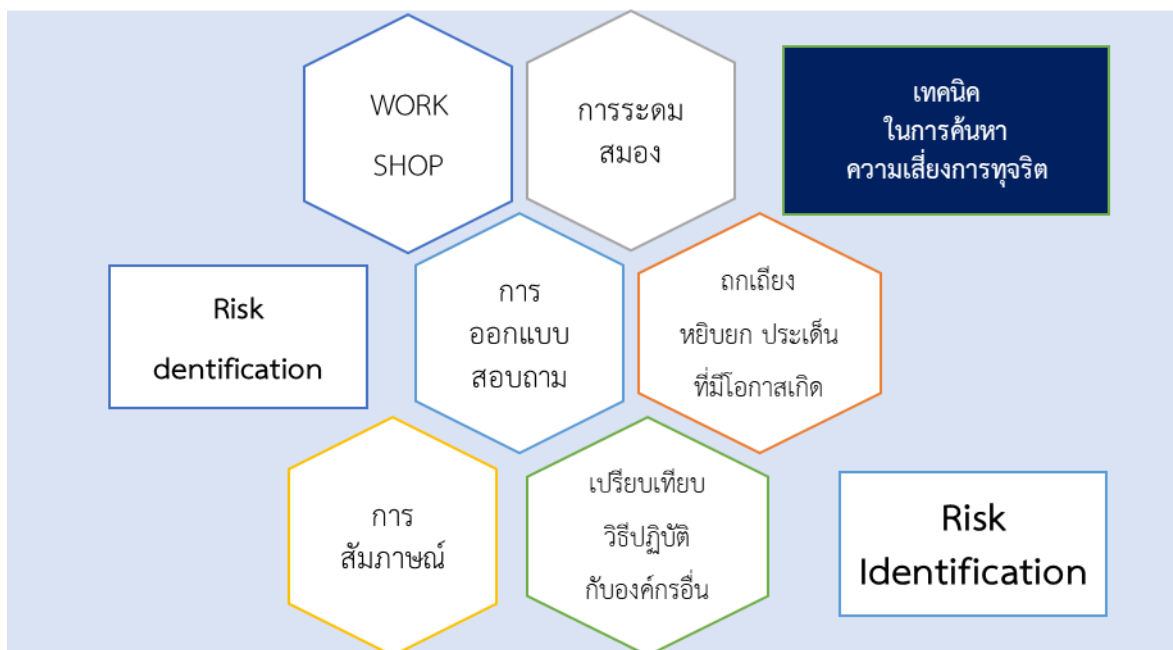 WORK
SHOP
การระดม
สมอง
เทคนิค
ในการค้นหา
ความเสี่ยงการทุจริต
Risk
dentification
การ
ออกแบบ
สอบถาม
ถกเถียง
หยิบยก ประเด็น
ที่มีโอกาสเกิด
การ
สัมภาษณ์
เปรียบเทียบ
วิธีปฏิบัติ
กับองค์กรอื่น
Risk
Identification